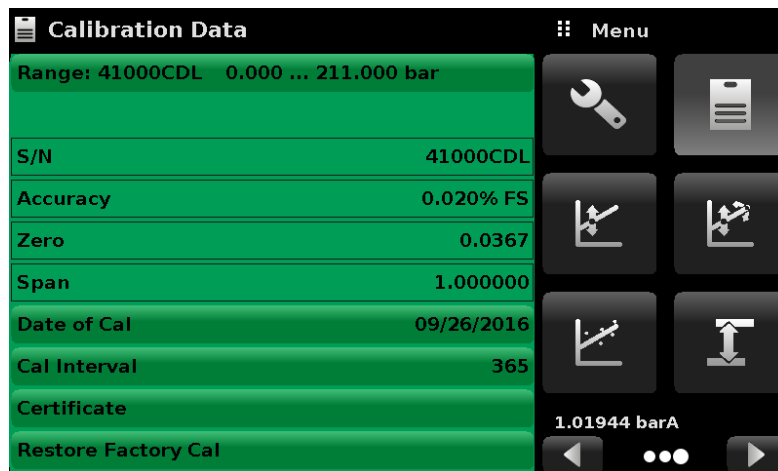 Calibration Data
Menu
Range: 41000CDL 0.000 ... 211.000 bar
S/N 41000CDL
Accuracy 0.020% FS
Zero 0.0367
Span 1.000000
Date of Cal 09/26/2016
Cal Interval 365
Certificate
Restore Factory Cal
1.01944 barA